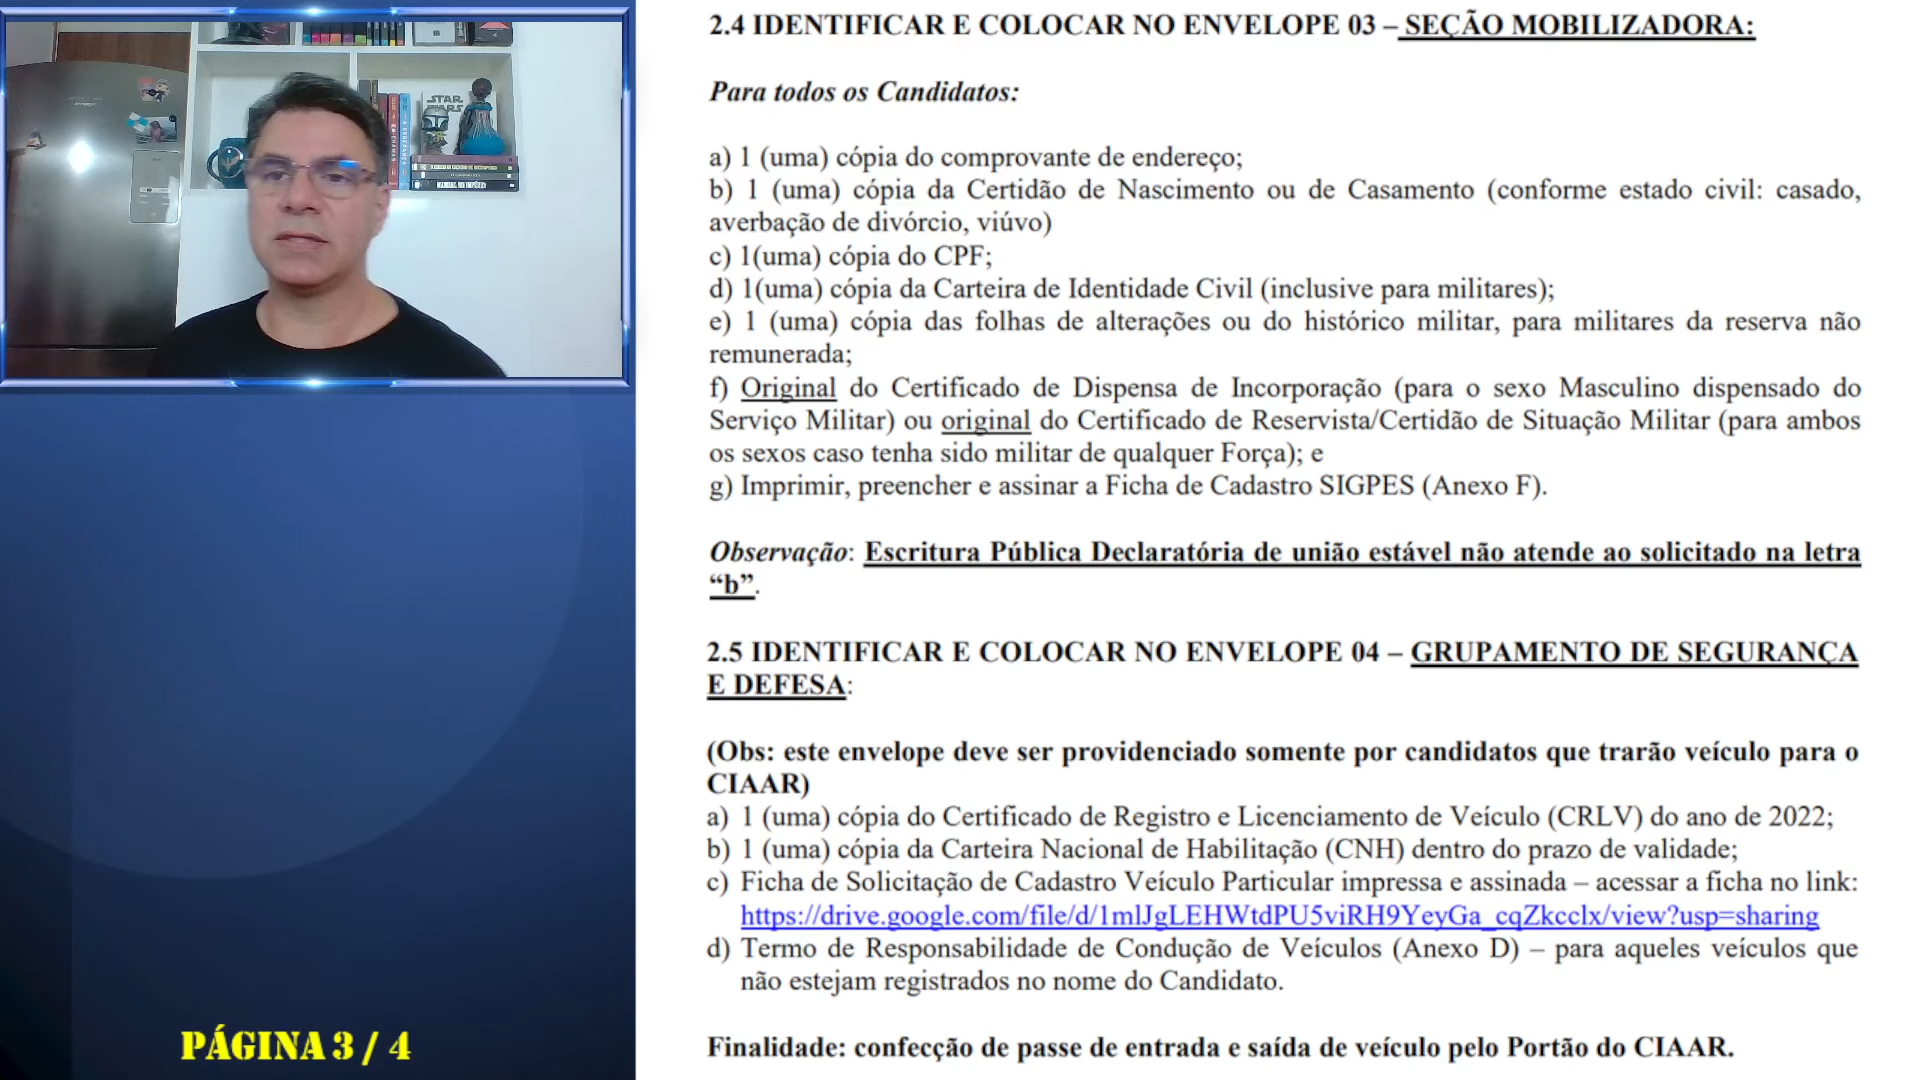 STAR
WARS
2.4 IDENTIFICAR E COLOCAR NO ENVELOPE 03 – SEÇÃO MOBILIZADORA:
Para todos os Candidatos:
a) 1 (uma) cópia do comprovante de endereço;
b) 1 (uma) cópia da Certidão de Nascimento ou de Casamento (conforme estado civil: casado,
averbação de divórcio, viúvo)
c) 1(uma) cópia do CPF;
d) 1(uma) cópia da Carteira de Identidade Civil (inclusive para militares);
e) 1 (uma) cópia das folhas de alterações ou do histórico militar, para militares da reserva não
remunerada;
f) Original do Certificado de Dispensa de Incorporação (para o sexo Masculino dispensado do
Serviço Militar) ou original do Certificado de Reservista/Certidão de Situação Militar (para ambos
os sexos caso tenha sido militar de qualquer Força); e
g) Imprimir, preencher e assinar a Ficha de Cadastro SIGPES (Anexo F).
Observação: Escritura Pública Declaratória de união estável não atende ao solicitado na letra
“b”.
2.5 IDENTIFICAR E COLOCAR NO ENVELOPE 04 – GRUPAMENTO DE SEGURANÇA
E DEFESA:
(Obs: este envelope deve ser providenciado somente por candidatos que trarão veículo para o
CIAAR)
a) 1 (uma) cópia do Certificado de Registro e Licenciamento de Veículo (CRLV) do ano de 2022;
b) 1 (uma) cópia da Carteira Nacional de Habilitação (CNH) dentro do prazo de validade;
c) Ficha de Solicitação de Cadastro Veículo Particular impressa e assinada – acessar a ficha no link:
https://drive.google.com/file/d/1mlJgLEHWtdPU5viRH9YeyGa_cqZkcclx/view?usp=sharing
d) Termo de Responsabilidade de Condução de Veículos (Anexo D) – para aqueles veículos que
não estejam registrados no nome do Candidato.
Finalidade: confecção de passe de entrada e saída de veículo pelo Portão do CIAAR.
PÁGINA 3 / 4